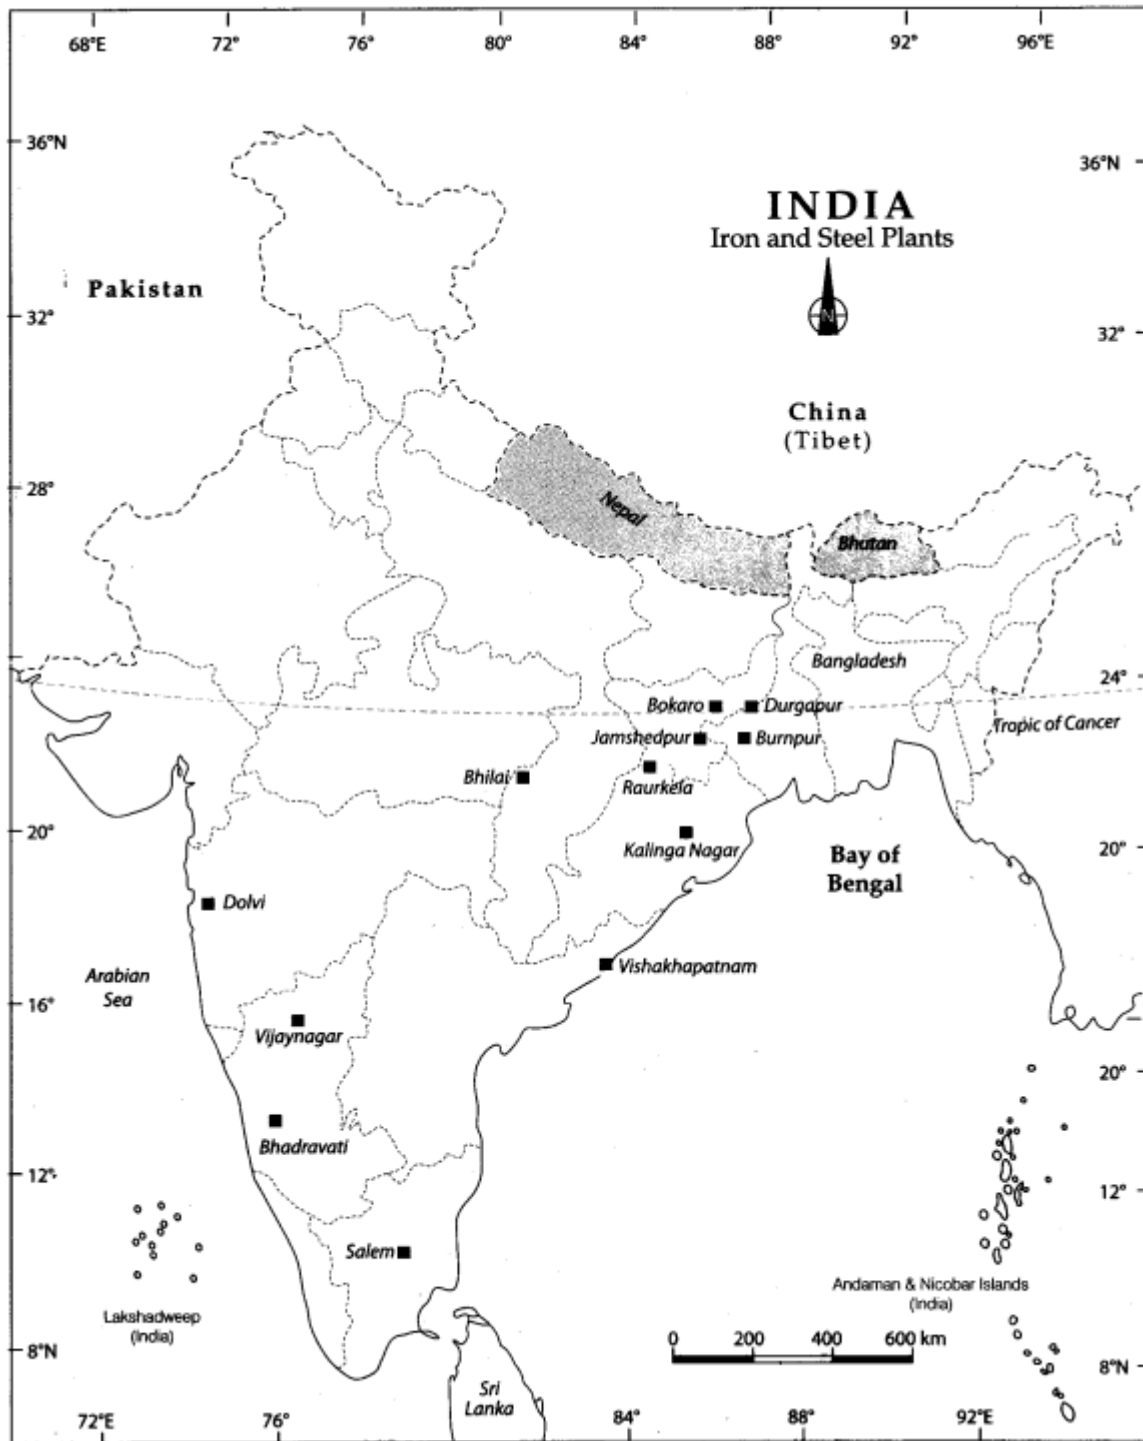 68°E 72° 76° 80° 84° 88° 92° 96°E
36°N
36°N
INDIA
Iron and Steel Plants
Pakistan
N
32°
32°
China
(Tibet)
28°
Nepal
Bhutan
Bangladesh
24°
Bokaro
Durgapur
Tropic of Cancer
Jamshedpur
Burnpur
Bhilai
Raurkela
20°
Kalinga Nagar
Bay of
Bengal
20°
Dolvi
Vishakhapatnam
Arabian
Sea
16°
Vijaynagar
20°
Bhadravati
12°
12°
Salem
Andaman & Nicobar Islands
(India)
Lakshadweep
(India)
0 200 400 600 km
8°N
8°N
Sri
Lanka
72°E 76° 84° 88° 92°E